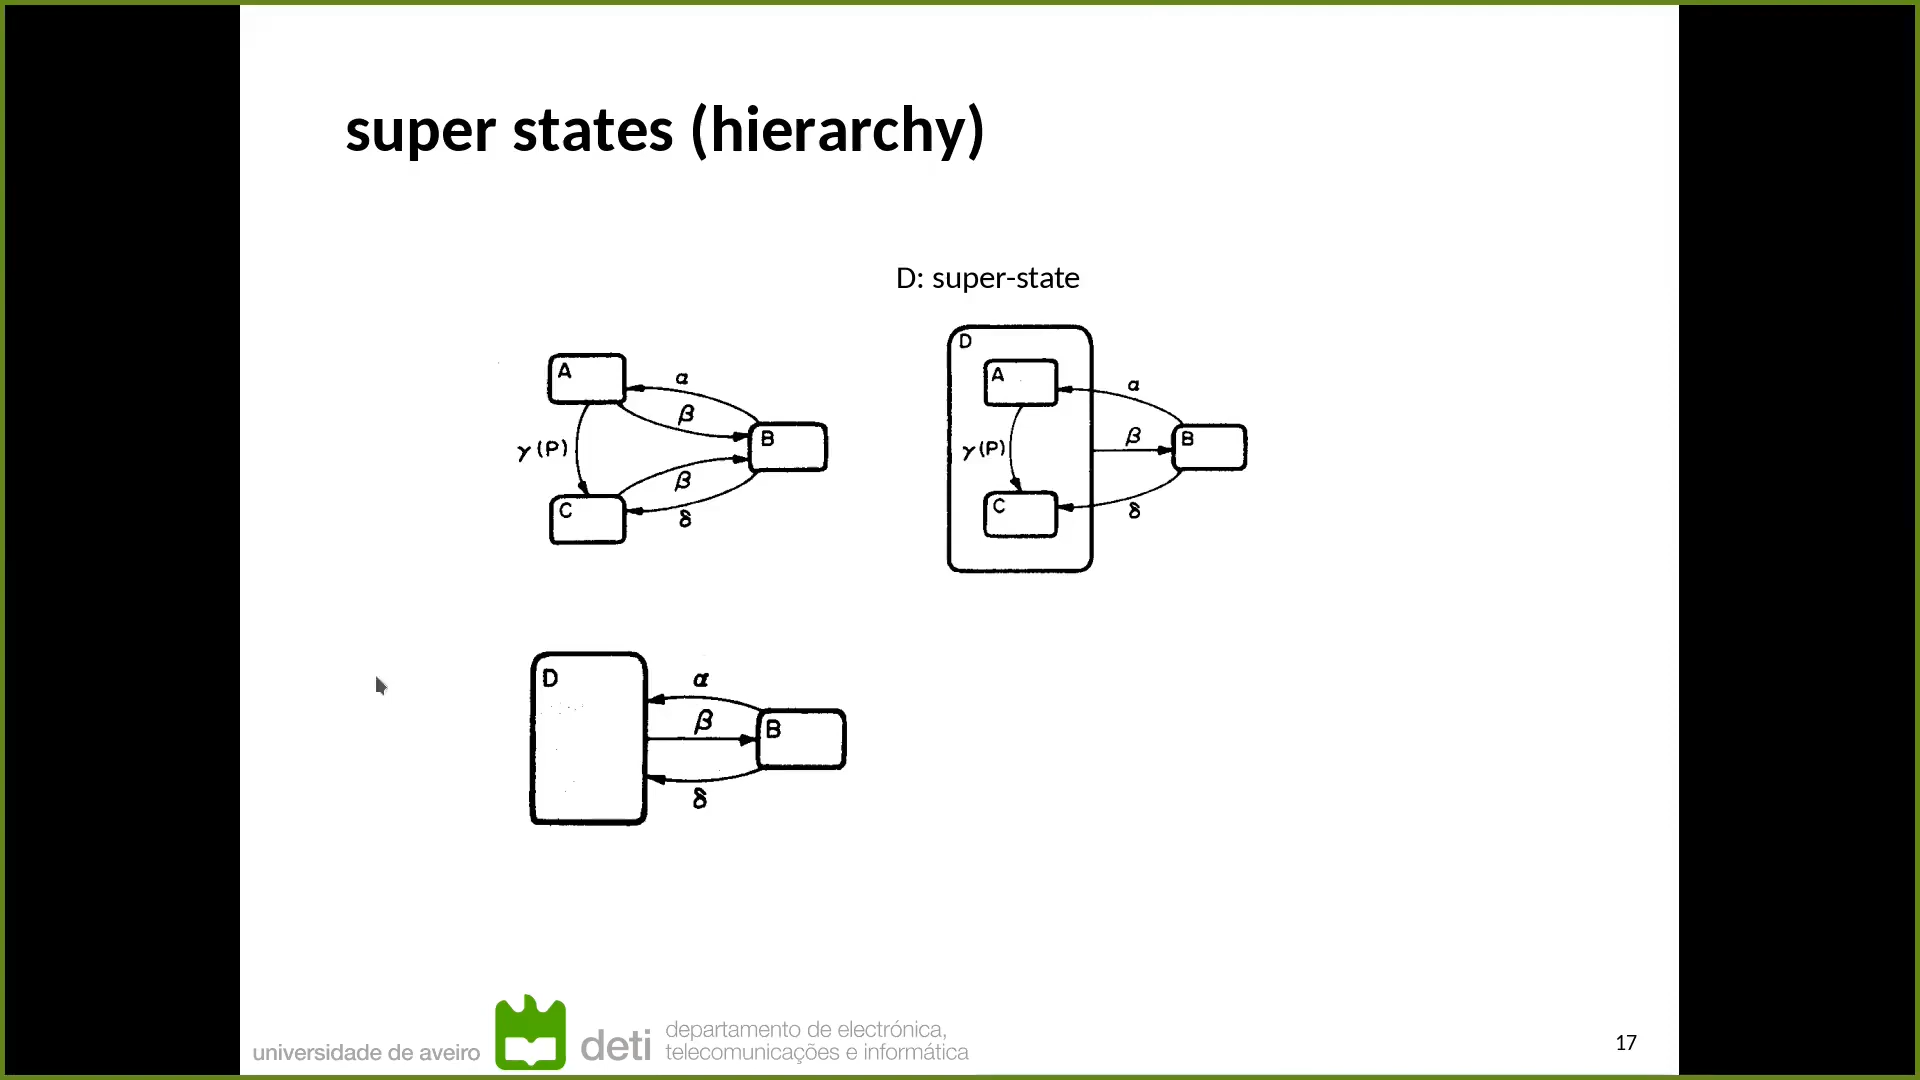 super states (hierarchy)
D: super-state
A
α
β
B
γ(P)
β
C
δ
D
A
α
β
B
γ(P)
C
δ
D
α
β
B
δ
universidade de aveiro
deti
departamento de electrónica,
telecomunicações e informática
17